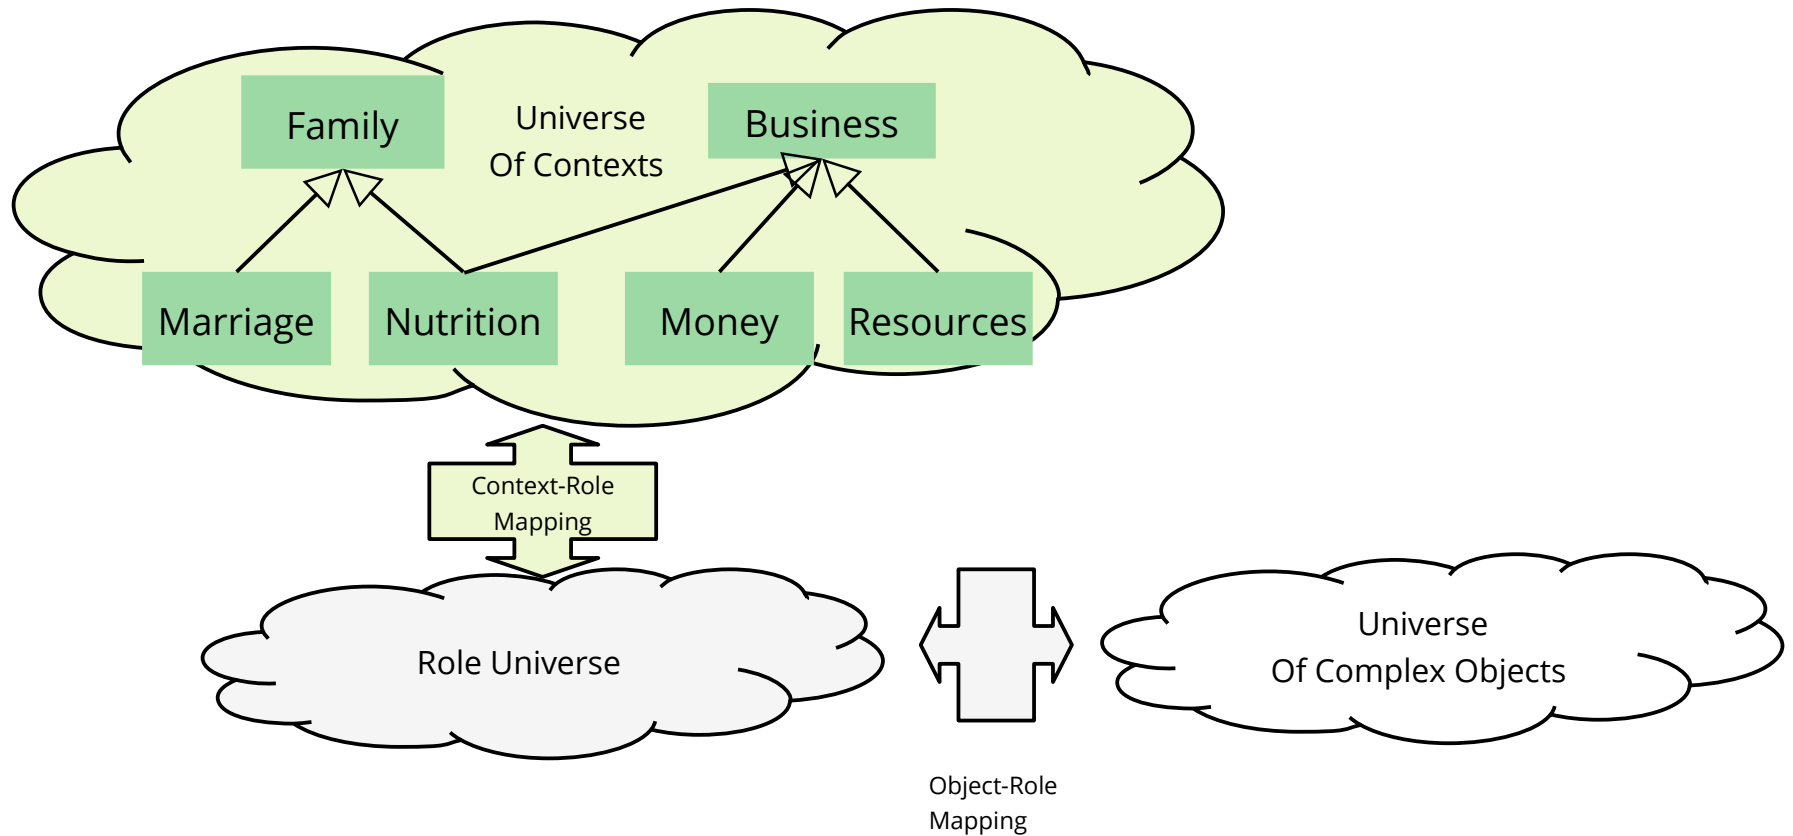 Family
Universe
Of Contexts
Business
Marriage
Nutrition
Money
Resources
Context-Role
Mapping
Role Universe
Universe
Of Complex Objects
Object-Role
Mapping